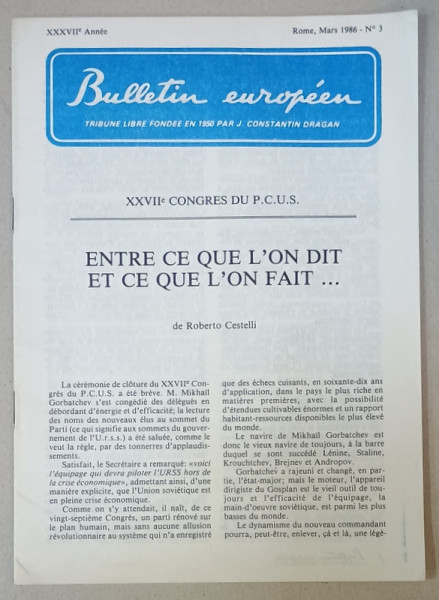 XXXVIIe Année
Rome, Mars 1986 - N° 3
Bulletin européen
TRIBUNE LIBRE FONDEE EN 1950 PAR J. CONSTANTIN DRAGAN
XXVIIe CONGRES DU P.C.U.S.
ENTRE CE QUE L'ON DIT
ET CE QUE L'ON FAIT ...
de Roberto Cestelli
La cérémonie de clôture du XXVIIe Con-
grès du P.C.U.S. a été brève. M. Mikhail
Gorbatchev s'est congédié des délégués en
débordant d'énergie et d'efficacité; la lecture
des noms des nouveaux élus au sommet du
Parti (ce qui signifie aux sommets du gouver-
nement de l'U.r.s.s.) a été saluée, comme le
veut la règle, par des tonnerres d'applaudis-
sements.
Satisfait, le Secrétaire a remarqué: «voici
l'équipage qui devra piloter l'URSS hors de
la crise économique», admettant ainsi, d'une
manière explicite, que l'Union soviétique est
en pleine crise économique.
Comme on s'y attendait, il naît, de ce
vingt-septième Congrès, un parti rénové sur
le plan humain, mais sans aucune allusion
révolutionnaire au système qui n'a enregistré
que des échecs cuisants, en soixante-dix ans
d'application, dans le pays le plus riche en
matières premières, avec la possibilité
d'étendues cultivables énormes et un rapport
habitant-ressources disponibles le plus élevé
du monde.
Le navire de Mikhail Gorbatchev est
donc le vieux navire de toujours, à la barre
duquel se sont succédé Lénine, Staline,
Krouchtchev, Brejnev et Andropov.
Gorbatchev a rajeuni et changé, en par-
tie, l'état-major; mais le moteur, l'appareil
dirigiste du Gosplan est le vieil outil de tou-
jours et l'efficacité de l'équipage, la
main-d'oeuvre soviétique, est parmi les plus
basses du monde.
Le dynamisme du nouveau commandant
pourra, peut-être, enlever, çà et là, une légè-